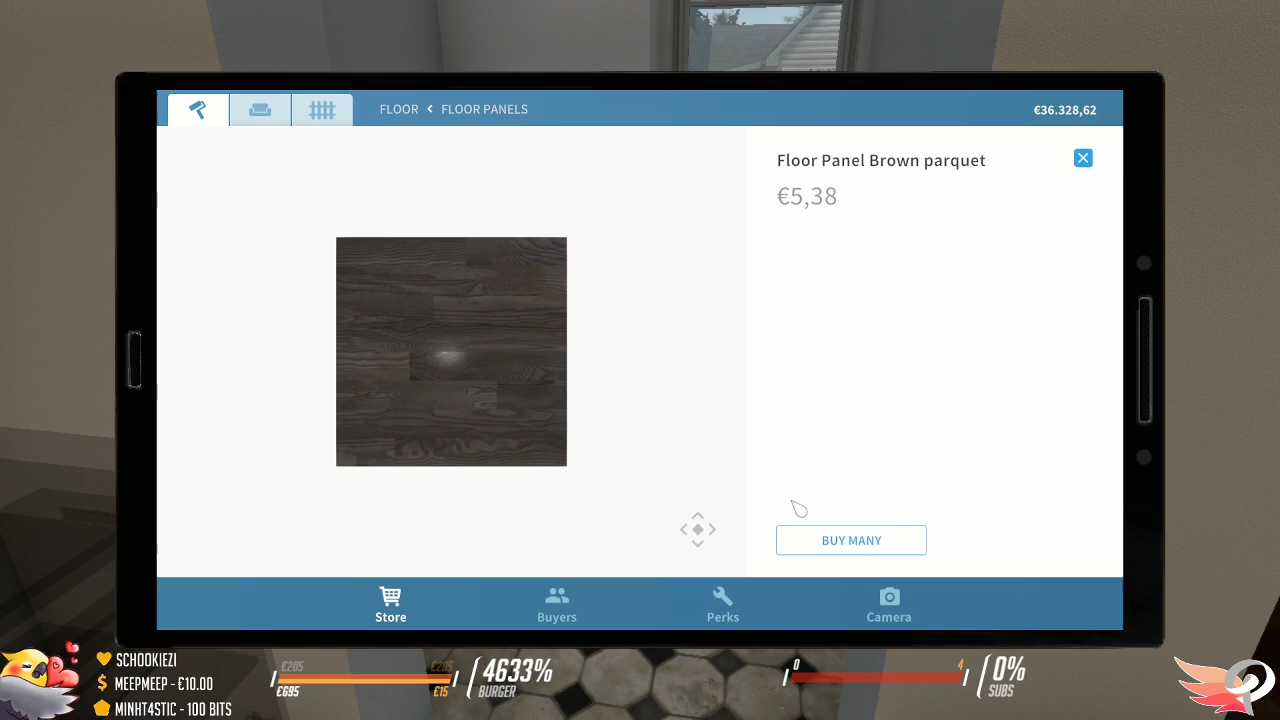 FLOOR < FLOOR PANELS
€36.328,62
Floor Panel Brown parquet
€5,38
BUY MANY
Store
Buyers
Perks
Camera
SCHOOKIEZI
MEEPMEEP - €10.00
MINHT4STIC - 100 BITS
€205
€205
€695
€15
4633%
BURGER
0
4
0%
SUBS